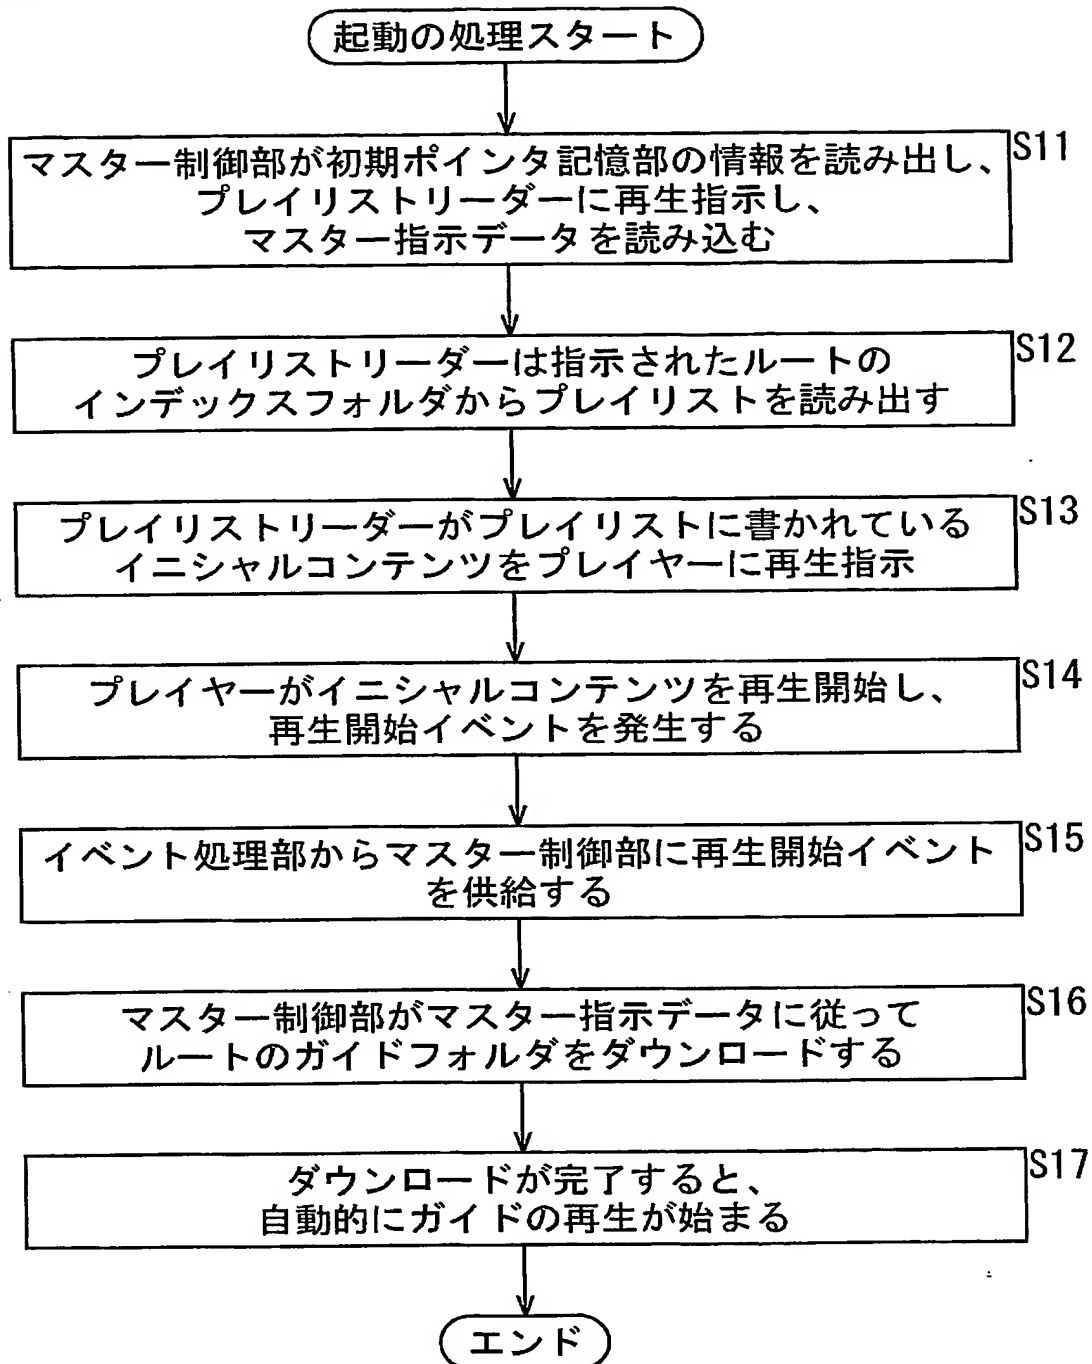 起動の処理スタート
S11
マスター制御部が初期ポインタ記憶部の情報を読み出し、
プレイリストリーダーに再生指示し、
マスター指示データを読み込む
S12
プレイリストリーダーは指示されたルートの
インデックスフォルダからプレイリストを読み出す
S13
プレイリストリーダーがプレイリストに書かれている
イニシャルコンテンツをプレイヤーに再生指示
S14
プレイヤーがイニシャルコンテンツを再生開始し、
再生開始イベントを発生する
S15
イベント処理部からマスター制御部に再生開始イベント
を供給する
S16
マスター制御部がマスター指示データに従って
ルートのガイドフォルダをダウンロードする
S17
ダウンロードが完了すると、
自動的にガイドの再生が始まる
エンド